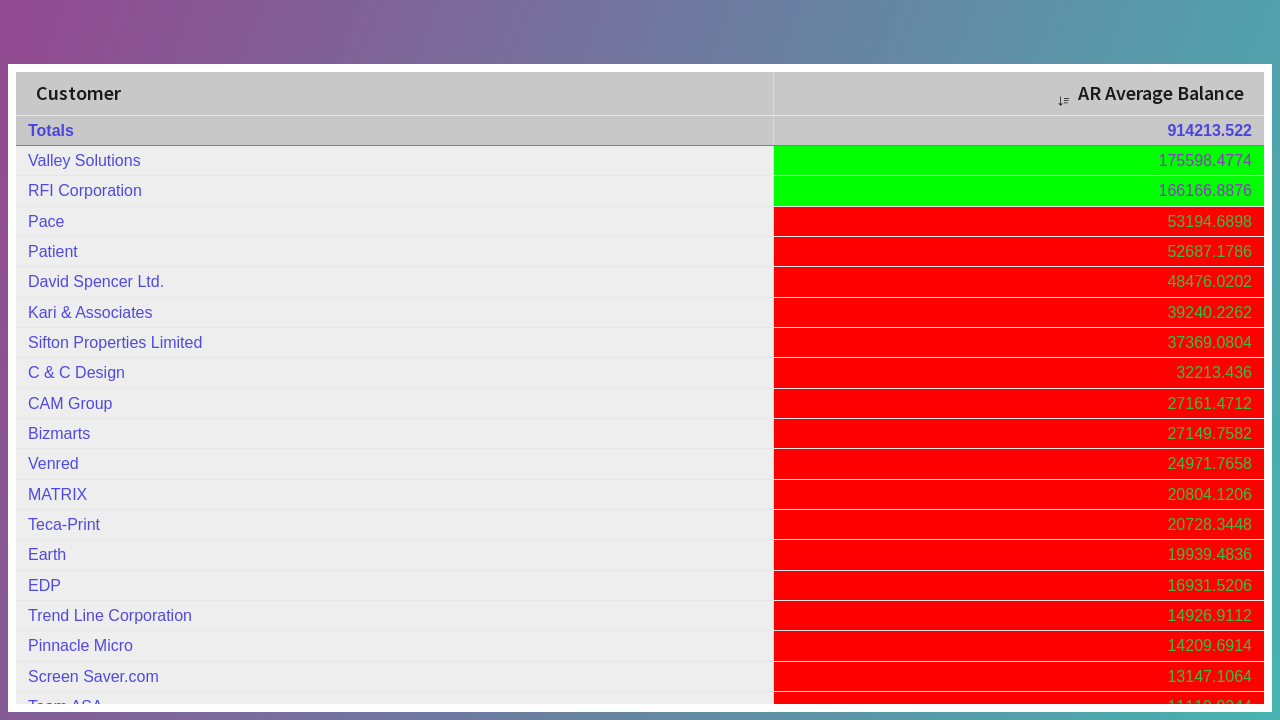 Customer AR Average Balance
Totals 914213.522
Valley Solutions 175598.4774
RFI Corporation 166166.8876
Pace 53194.6898
Patient 52687.1786
David Spencer Ltd. 48476.0202
Kari & Associates 39240.2262
Sifton Properties Limited 37369.0804
C & C Design 32213.436
CAM Group 27161.4712
Bizmarts 27149.7582
Venred 24971.7658
MATRIX 20804.1206
Teca-Print 20728.3448
Earth 19939.4836
EDP 16931.5206
Trend Line Corporation 14926.9112
Pinnacle Micro 14209.6914
Screen Saver.com 13147.1064